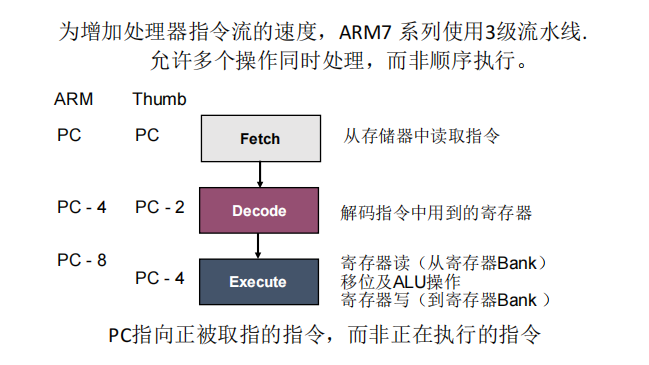 为增加处理器指令流的速度，ARM7 系列使用3级流水线.
允许多个操作同时处理，而非顺序执行。
ARM Thumb
PC PC Fetch 从存储器中读取指令
PC - 4 PC - 2 Decode 解码指令中用到的寄存器
PC - 8 PC - 4 Execute 寄存器读（从寄存器Bank）
移位及ALU操作
寄存器写（到寄存器Bank ）
PC指向正被取指的指令，而非正在执行的指令